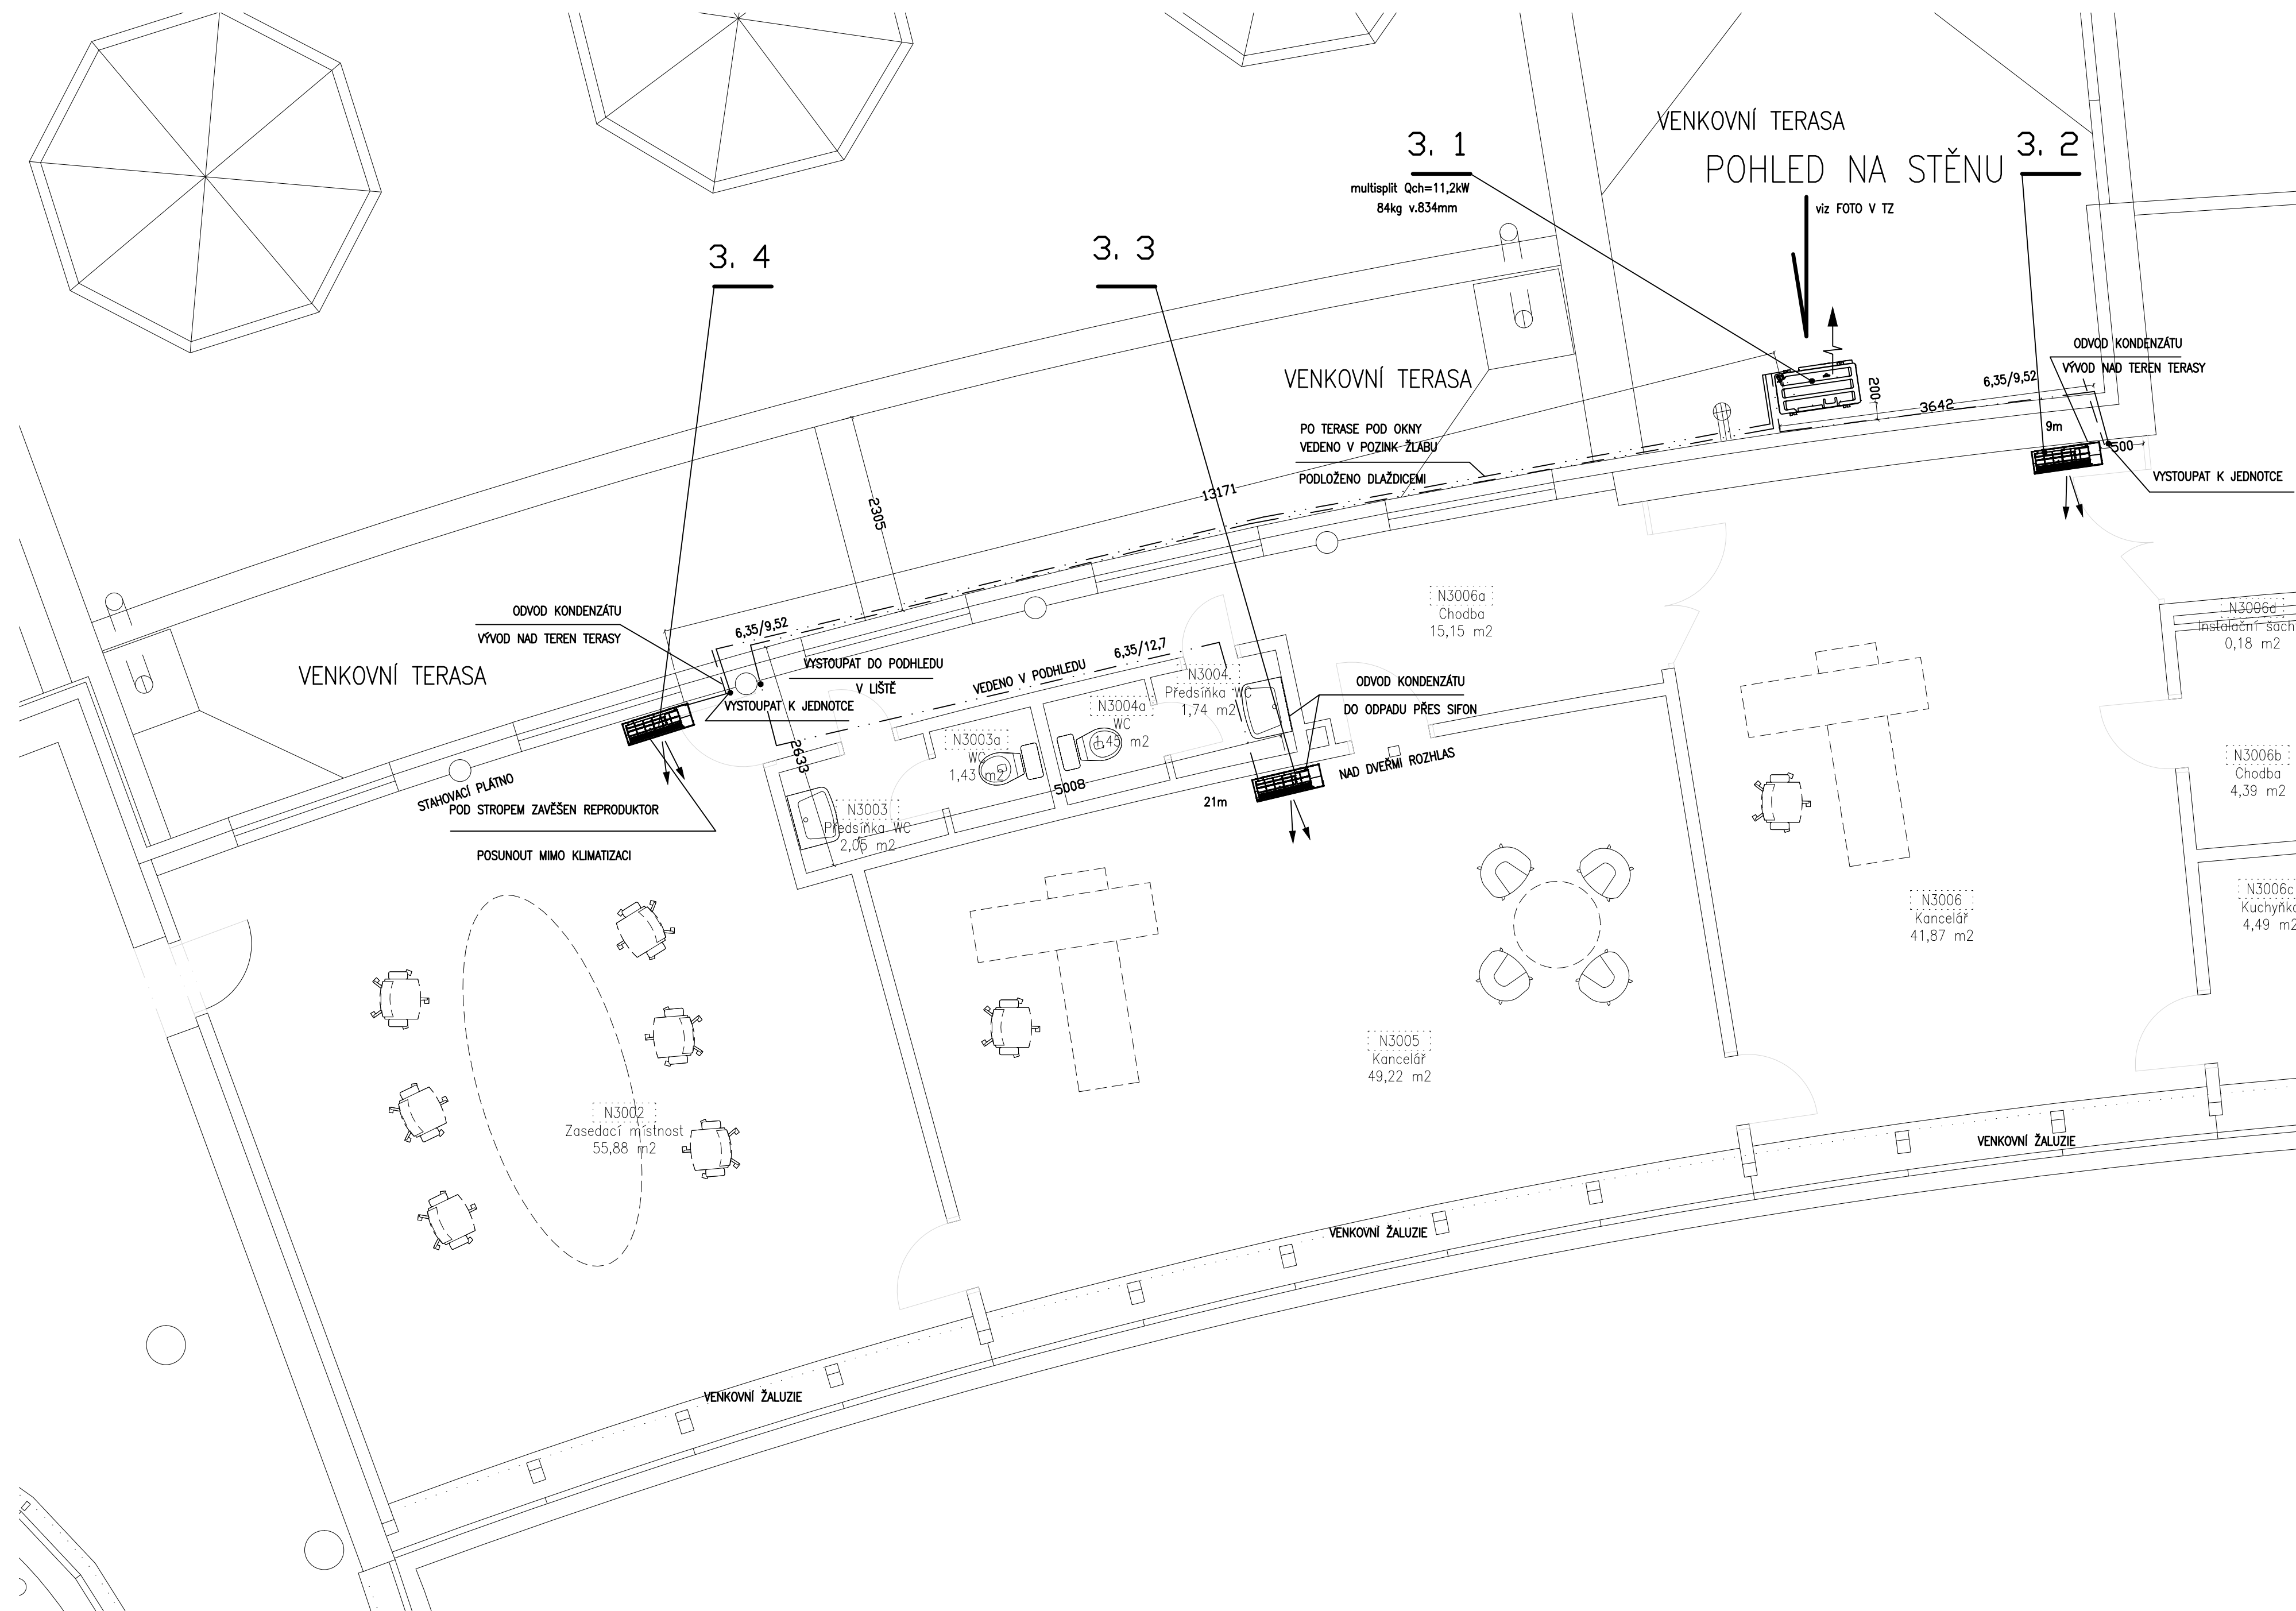 VENKOVNÍ TERASA
3. 1
multisplit Qch=11,2kW
84kg v.834mm
POHLED NA STĚNU
3. 2
viz FOTO V TZ
3. 4
3. 3
ODVOD KONDENZÁTU
VÝVOD NAD TEREN TERASY
6,35/9,52
200
3642
9m
500
VYSTOUPAT K JEDNOTCE
VENKOVNÍ TERASA
PO TERASE POD OKNY
VEDENO V POZINK ŽLABU
PODLOŽENO DLAŽDICEMI
13171
2305
ODVOD KONDENZÁTU
VÝVOD NAD TEREN TERASY
6,35/9,52
VENKOVNÍ TERASA
VYSTOUPAT DO PODHLEDU
V LIŠTĚ
VYSTOUPAT K JEDNOTCE
VEDENO V PODHLEDU
6,35/12,7
N3006a
Chodba
15,15 m2
N3006d
Instalační šach
0,18 m2
N3004
Předsíňka WC
1,74 m2
N3004a
WC
1,45 m2
ODVOD KONDENZÁTU
DO ODPADU PŘES SIFON
N3003a
WC
1,43 m2
2633
5008
NAD DVEŘMI ROZHLAS
21m
STAHOVACÍ PLÁTNO
POD STROPEM ZAVĚŠEN REPRODUKTOR
POSUNOUT MIMO KLIMATIZACI
N3003
Předsíňka WC
2,05 m2
N3006b
Chodba
4,39 m2
N3006c
Kuchyňka
4,49 m2
N3006
Kancelář
41,87 m2
N3005
Kancelář
49,22 m2
N3002
Zasedací místnost
55,88 m2
VENKOVNÍ ŽALUZIE
VENKOVNÍ ŽALUZIE
VENKOVNÍ ŽALUZIE